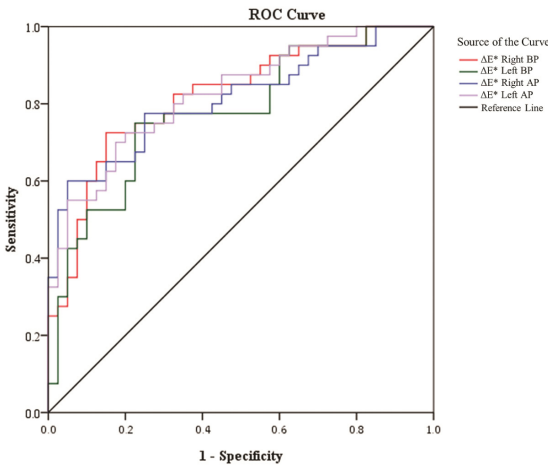 ROC Curve
1.0
0.8
0.6
0.4
0.2
0.0
Sensitivity
0.0
0.2
0.4
0.6
0.8
1.0
1 - Specificity
Source of the Curve
ΔE* Right BP
ΔE* Left BP
ΔE* Right AP
ΔE* Left AP
Reference Line